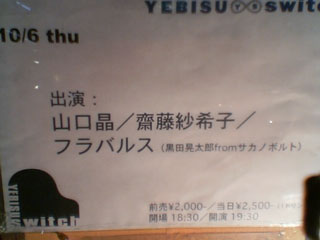 YEBISU switch
10/6 thu
出演：
山口晶／齋藤紗希子／
フラバルス（黒田晃太郎fromサカノボルト）
前売¥2,000-／当日¥2,500-
開場 18:30／開演 19:30
YEBISU
switch